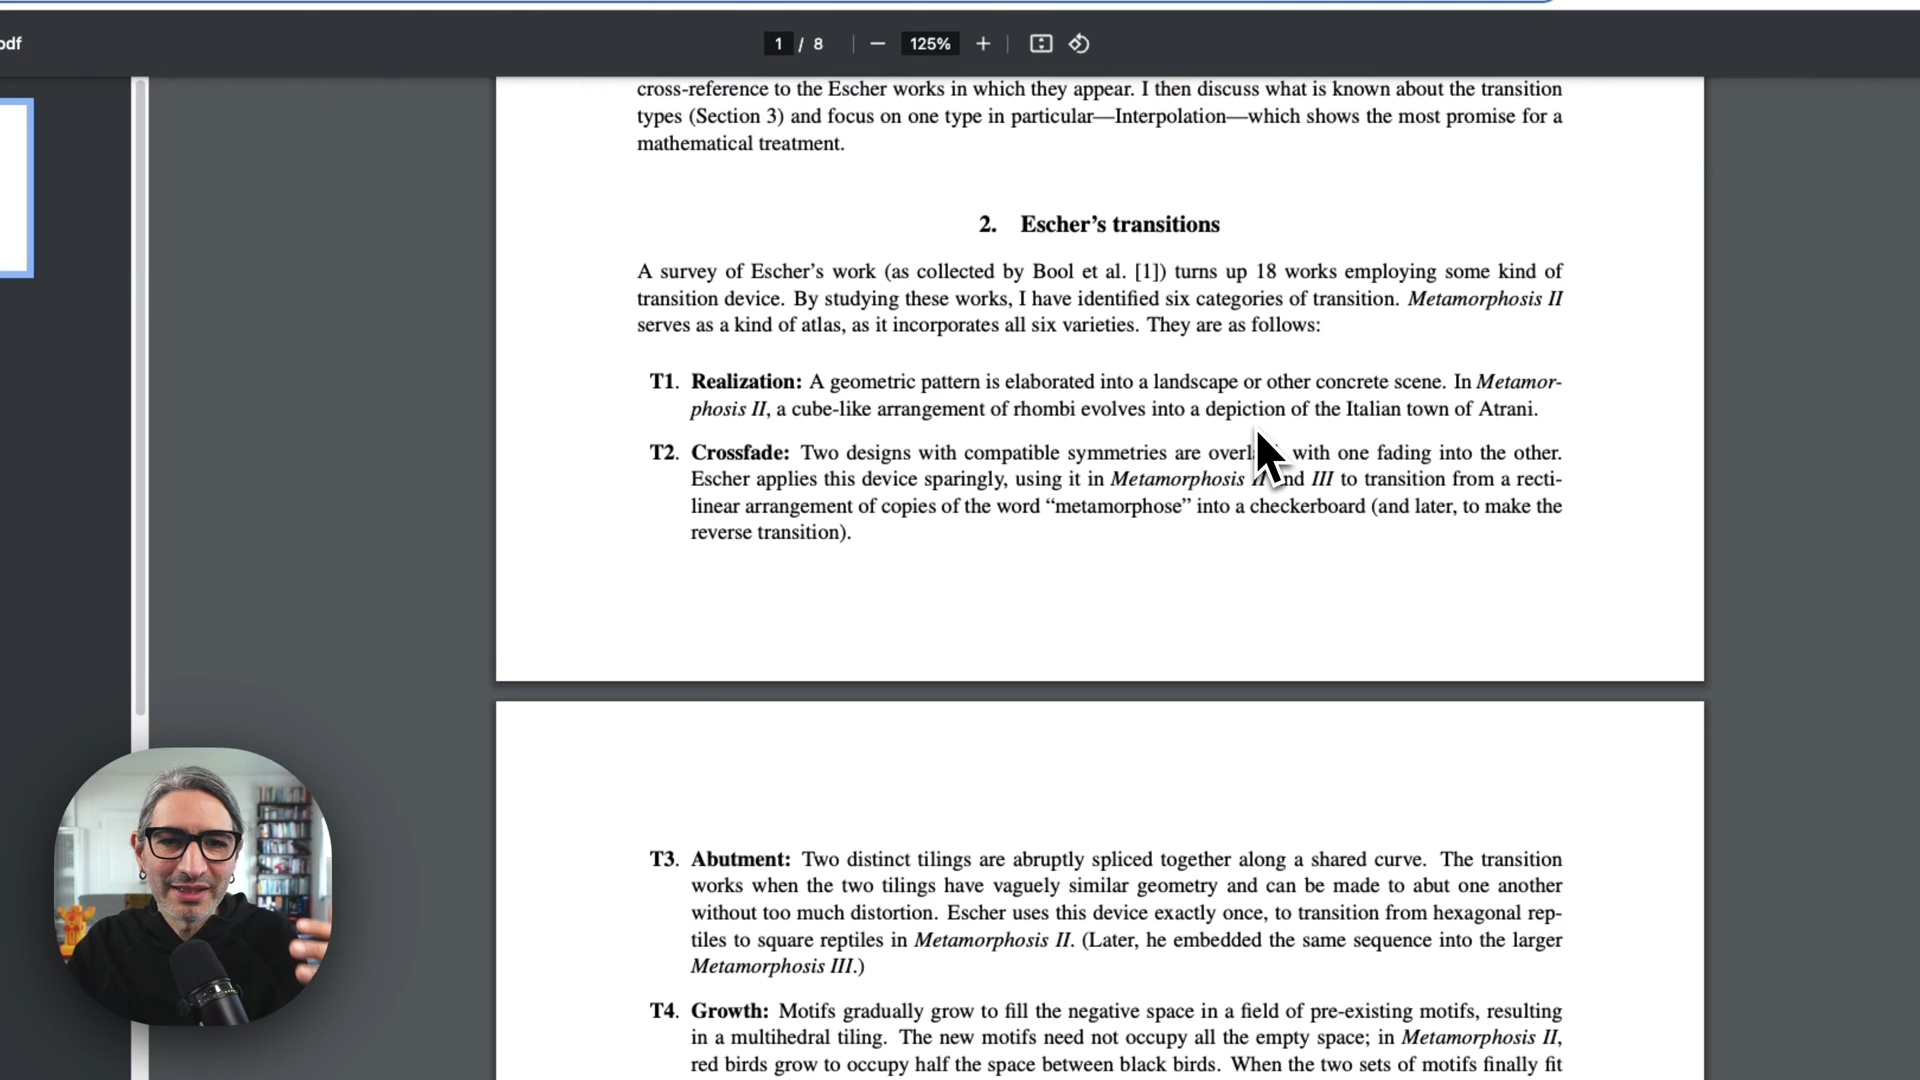 pdf
1 / 8
125%
cross-reference to the Escher works in which they appear. I then discuss what is known about the transition
types (Section 3) and focus on one type in particular—Interpolation—which shows the most promise for a
mathematical treatment.
2. Escher’s transitions
A survey of Escher’s work (as collected by Bool et al. [1]) turns up 18 works employing some kind of
transition device. By studying these works, I have identified six categories of transition. Metamorphosis II
serves as a kind of atlas, as it incorporates all six varieties. They are as follows:
T1. Realization: A geometric pattern is elaborated into a landscape or other concrete scene. In Metamor-
phosis II, a cube-like arrangement of rhombi evolves into a depiction of the Italian town of Atrani.
T2. Crossfade: Two designs with compatible symmetries are with one fading into the other.
Escher applies this device sparingly, using it in Metamorphosis II and III to transition from a recti-
linear arrangement of copies of the word “metamorphose” into a checkerboard (and later, to make the
reverse transition).
T3. Abutment: Two distinct tilings are abruptly spliced together along a shared curve. The transition
works when the two tilings have vaguely similar geometry and can be made to abut one another
without too much distortion. Escher uses this device exactly once, to transition from hexagonal rep-
tiles to square reptiles in Metamorphosis II. (Later, he embedded the same sequence into the larger
Metamorphosis III.)
T4. Growth: Motifs gradually grow to fill the negative space in a field of pre-existing motifs, resulting
in a multihedral tiling. The new motifs need not occupy all the empty space; in Metamorphosis II,
red birds grow to occupy half the space between black birds. When the two sets of motifs finally fit